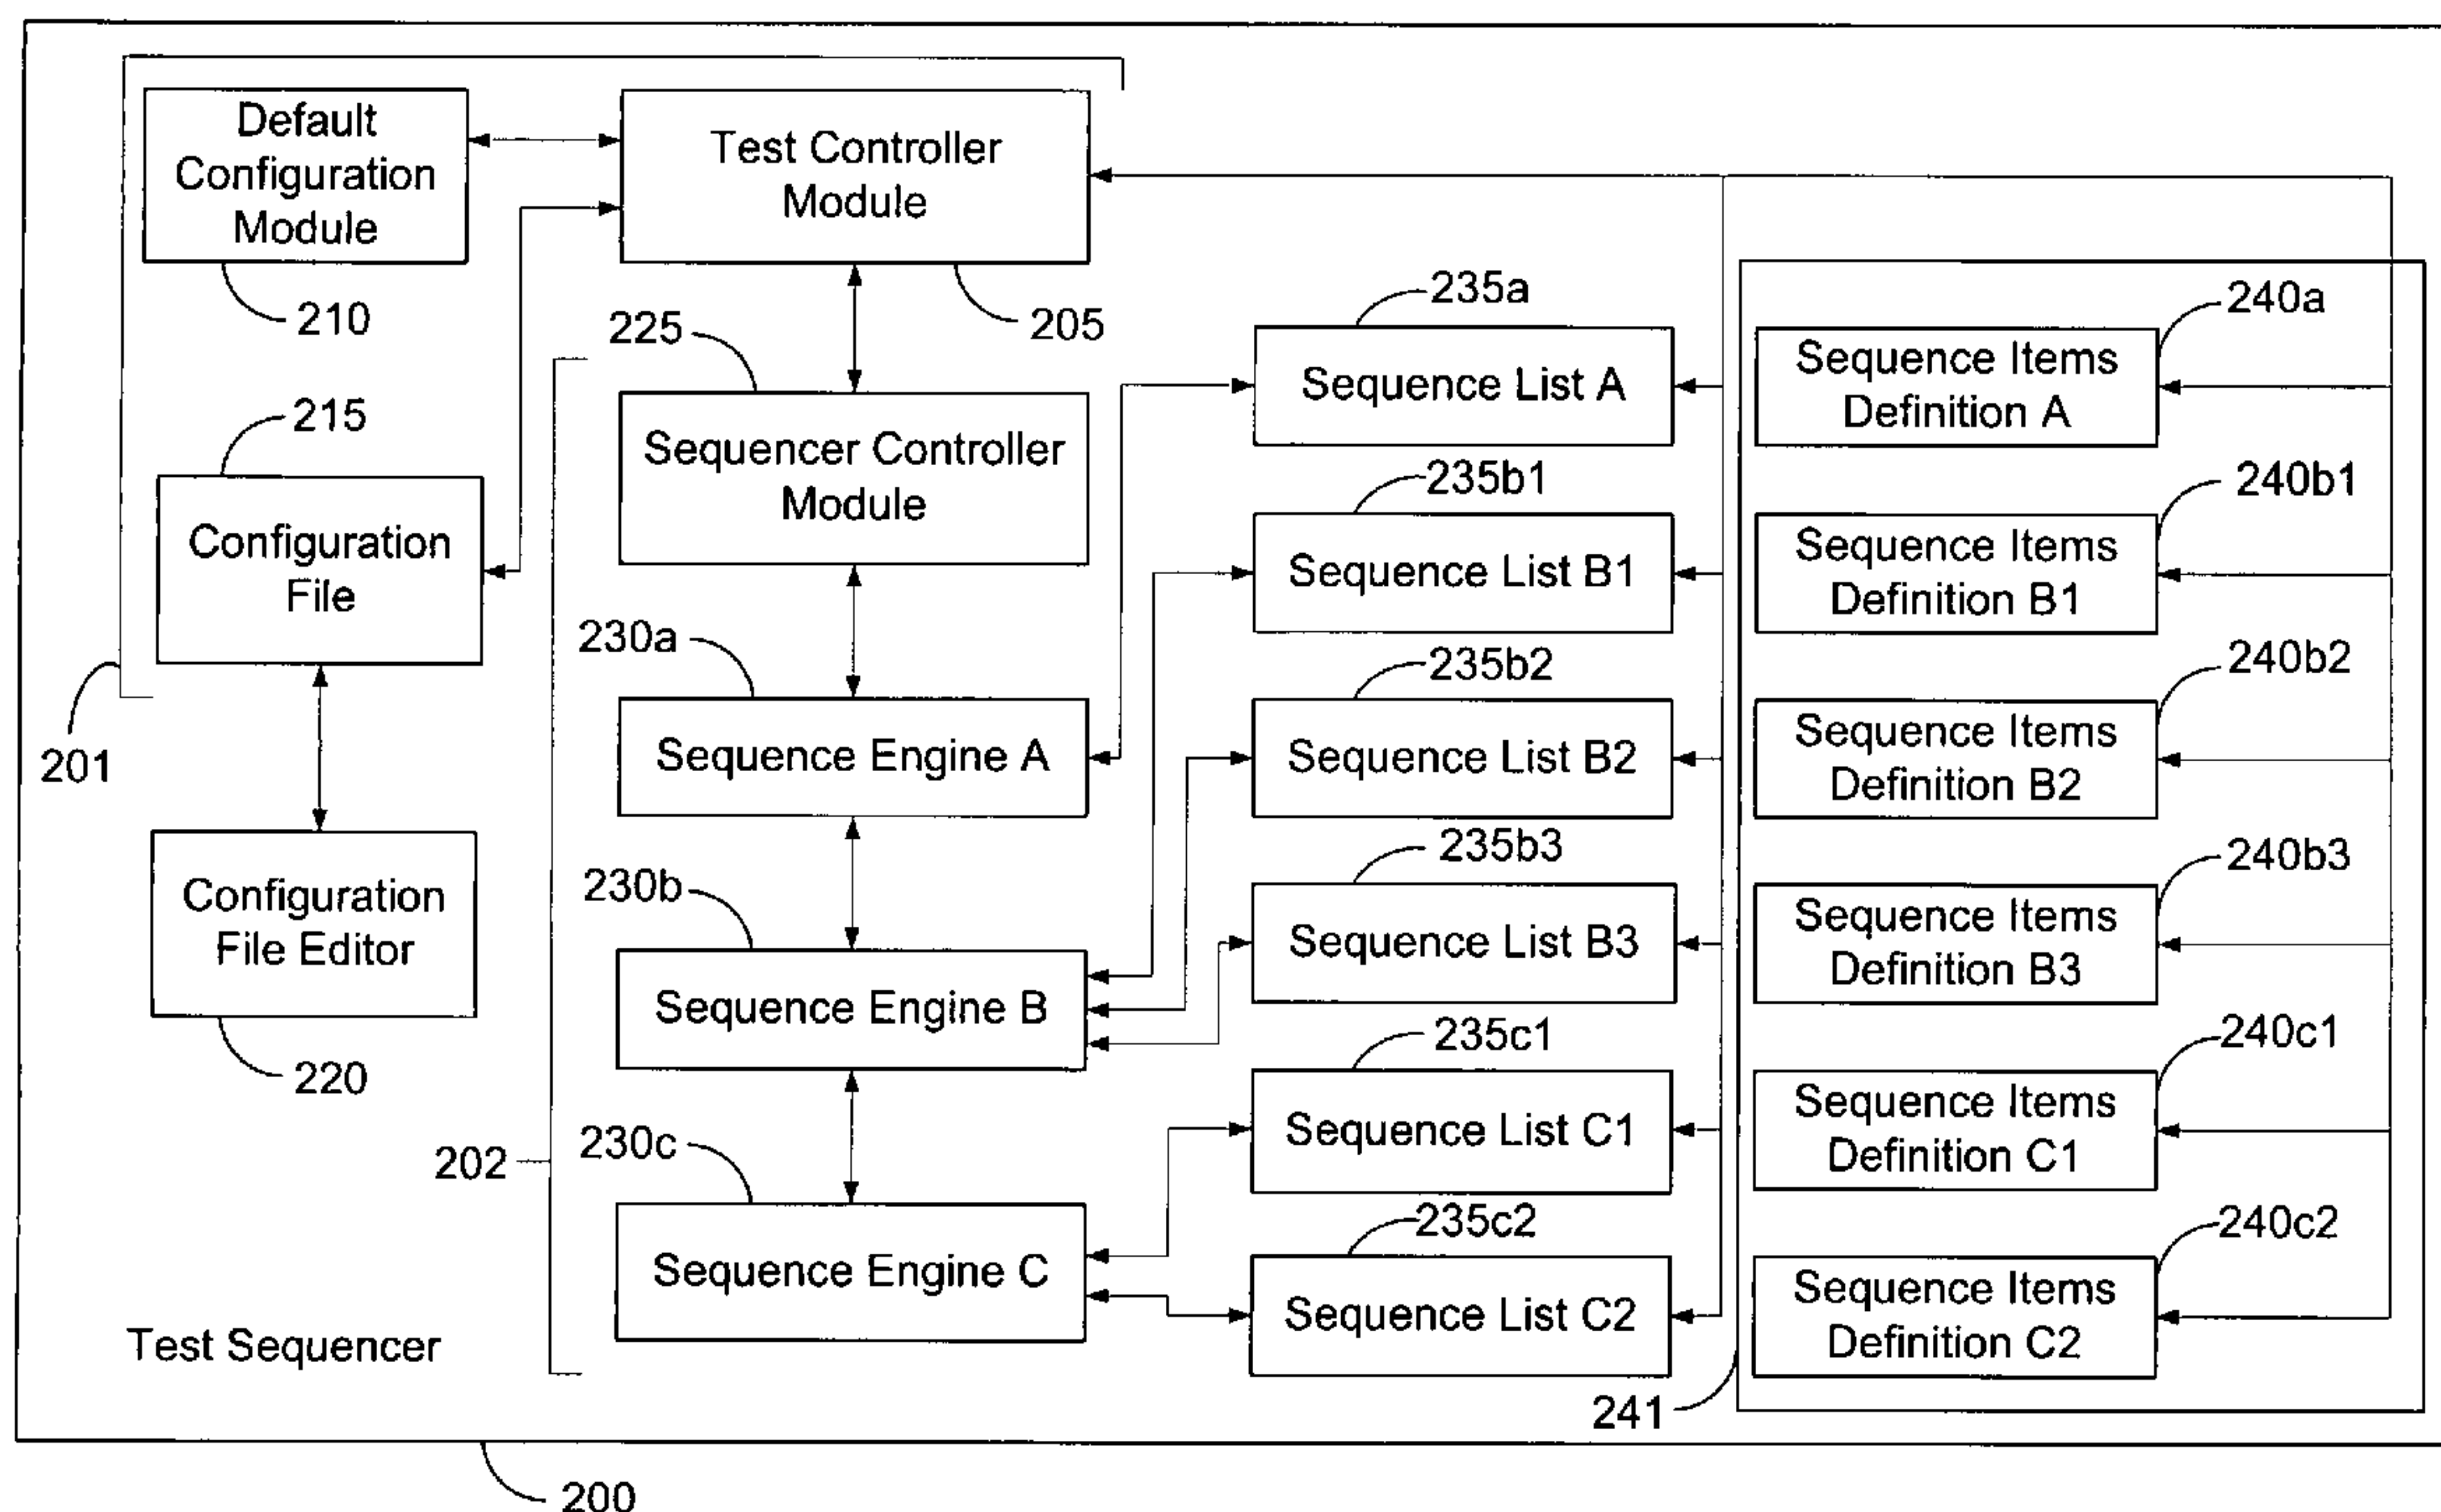 Default
Configuration
Module
210
Test Controller
Module
205
215
Configuration
File
201
Configuration
File Editor
220
225
Sequencer Controller
Module
230a
Sequence Engine A
230b
Sequence Engine B
202
230c
Sequence Engine C
235a
Sequence List A
235b1
Sequence List B1
235b2
Sequence List B2
235b3
Sequence List B3
235c1
Sequence List C1
235c2
Sequence List C2
240a
Sequence Items
Definition A
240b1
Sequence Items
Definition B1
240b2
Sequence Items
Definition B2
240b3
Sequence Items
Definition B3
240c1
Sequence Items
Definition C1
240c2
Sequence Items
Definition C2
241
Test Sequencer
200